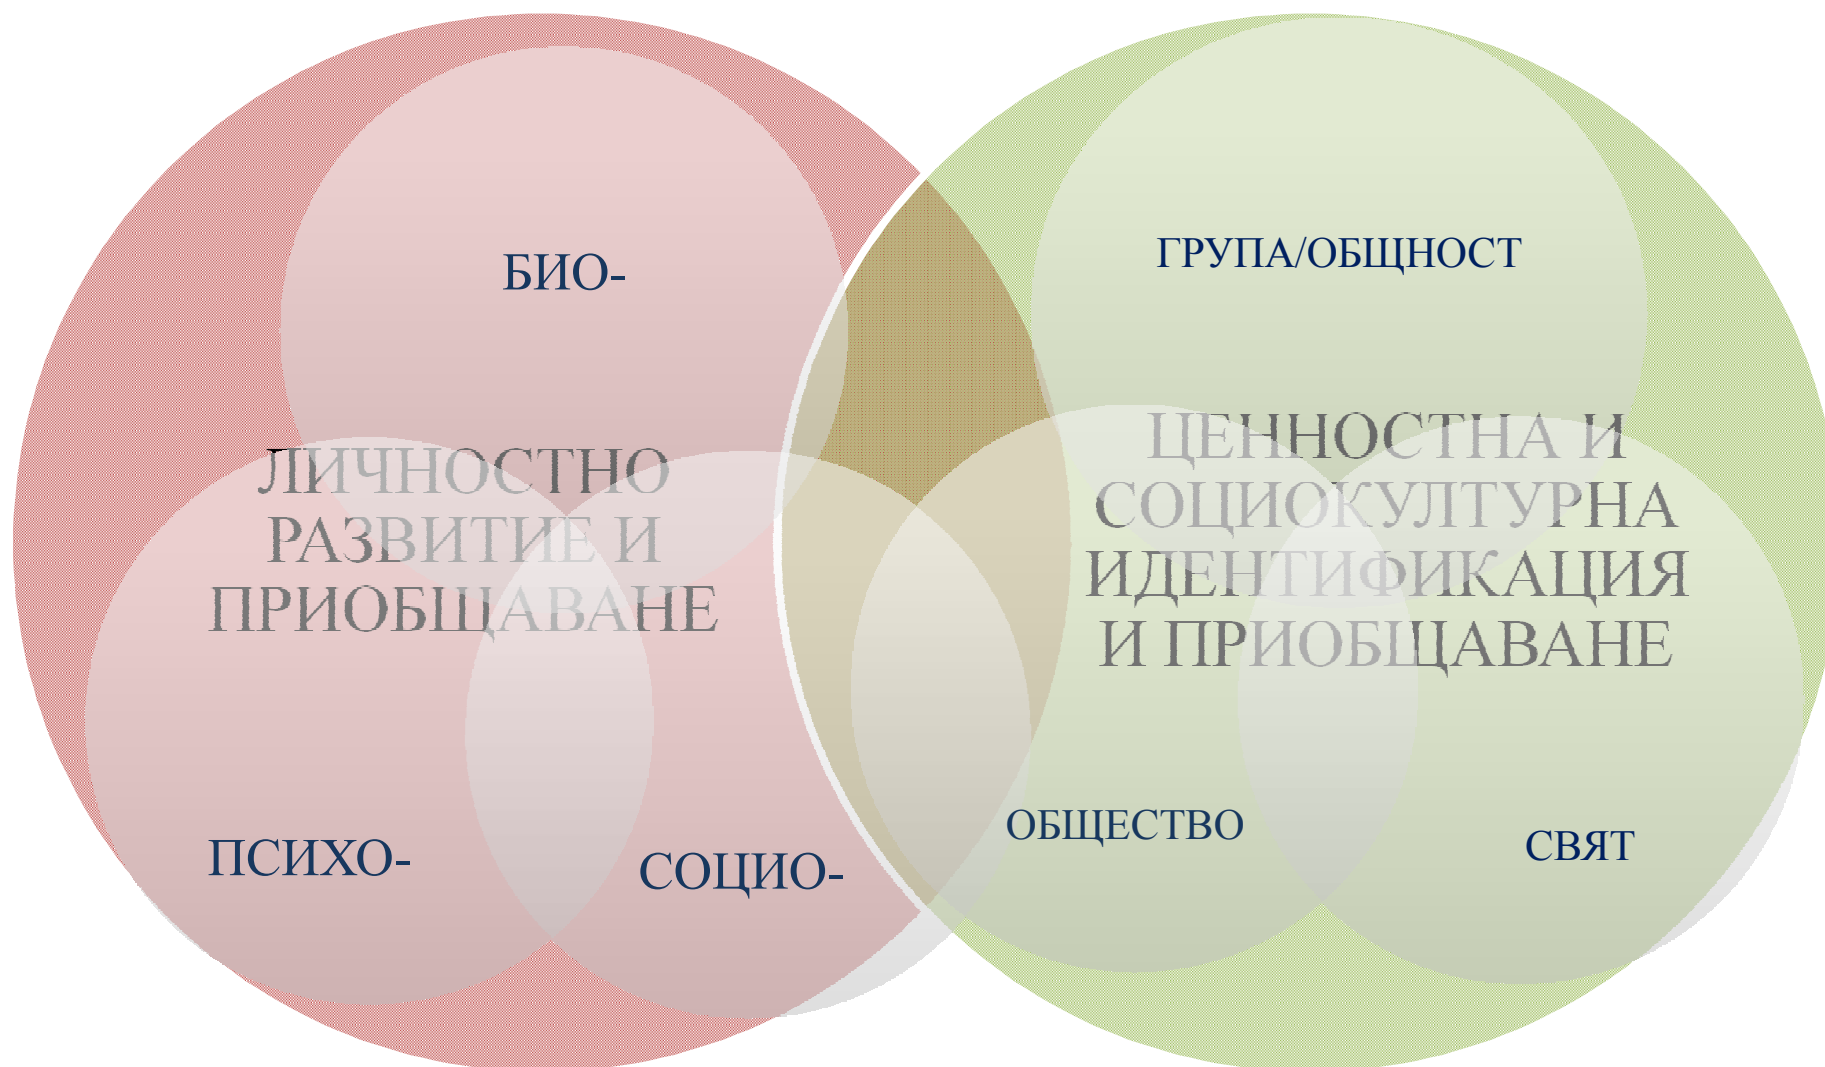 БИО-
ЛИЧНОСТНО
РАЗВИТИЕ И
ПРИОБЩАВАНЕ
ПСИХО-
СОЦИО-
ГРУПА/ОБЩНОСТ
ЦЕННОСТНА И
СОЦИОКУЛТУРНА
ИДЕНТИФИКАЦИЯ
И ПРИОБЩАВАНЕ
ОБЩЕСТВО
СВЯТ